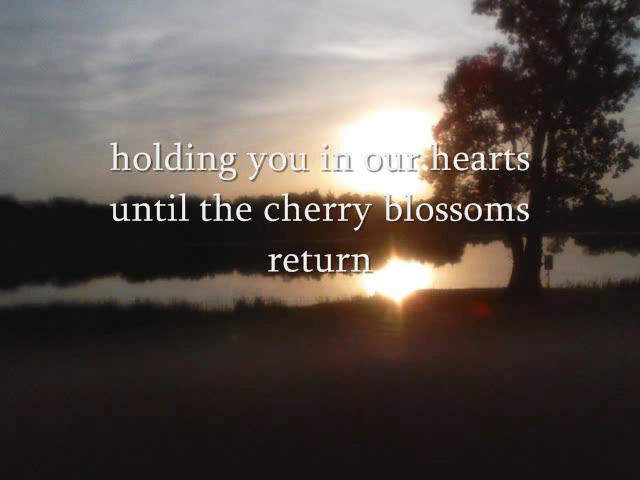 holding you in our hearts
until the cherry blossoms
return